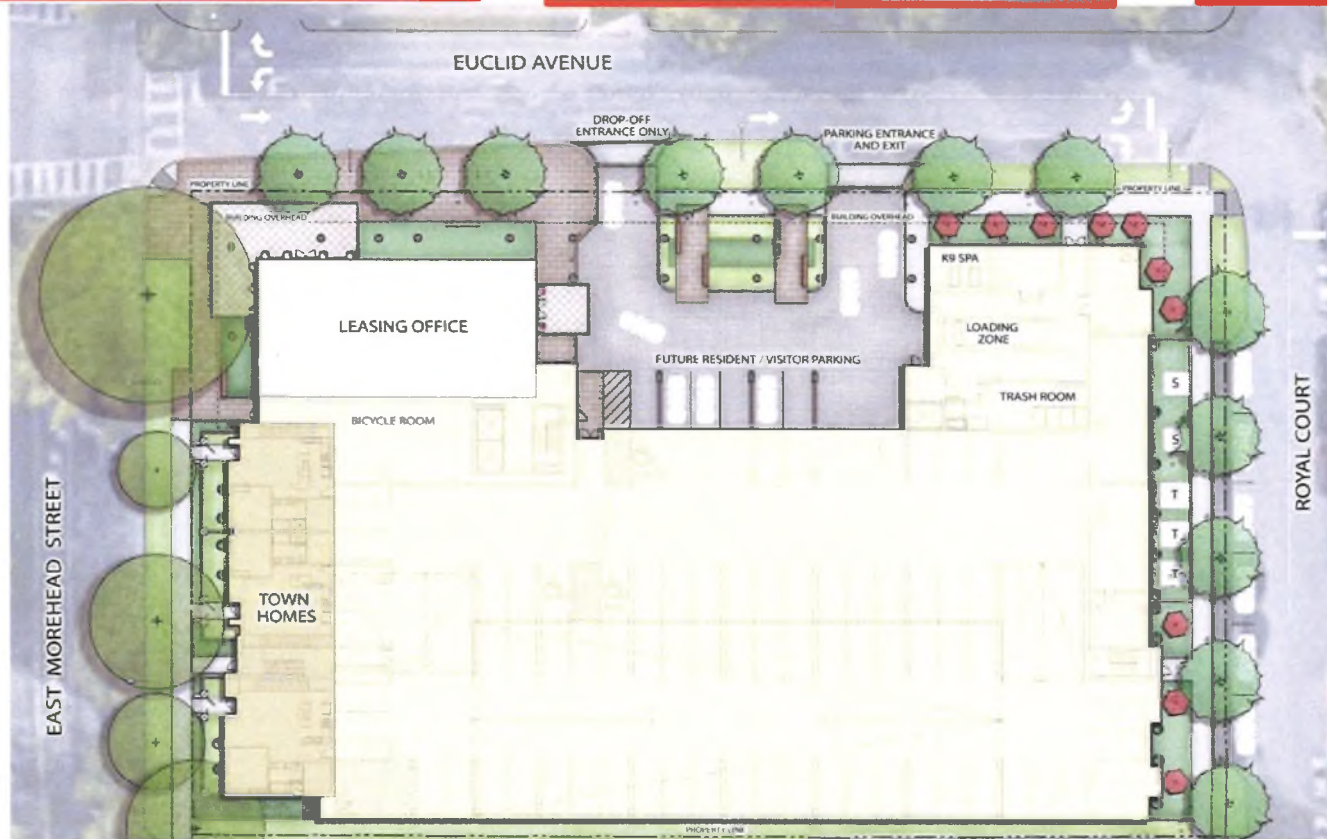 EUCLID AVENUE
DROP-OFF
ENTRANCE ONLY
PARKING ENTRANCE
AND EXIT
PROPERTY LINE
PROPERTY LINE
BUILDING OVERHEAD
BUILDING OVERHEAD
K9 SPA
LEASING OFFICE
LOADING
ZONE
FUTURE RESIDENT / VISITOR PARKING
S
TRASH ROOM
BICYCLE ROOM
S
ROYAL COURT
EAST MOREHEAD STREET
T
T
T
TOWN
HOMES
PROPERTY LINE